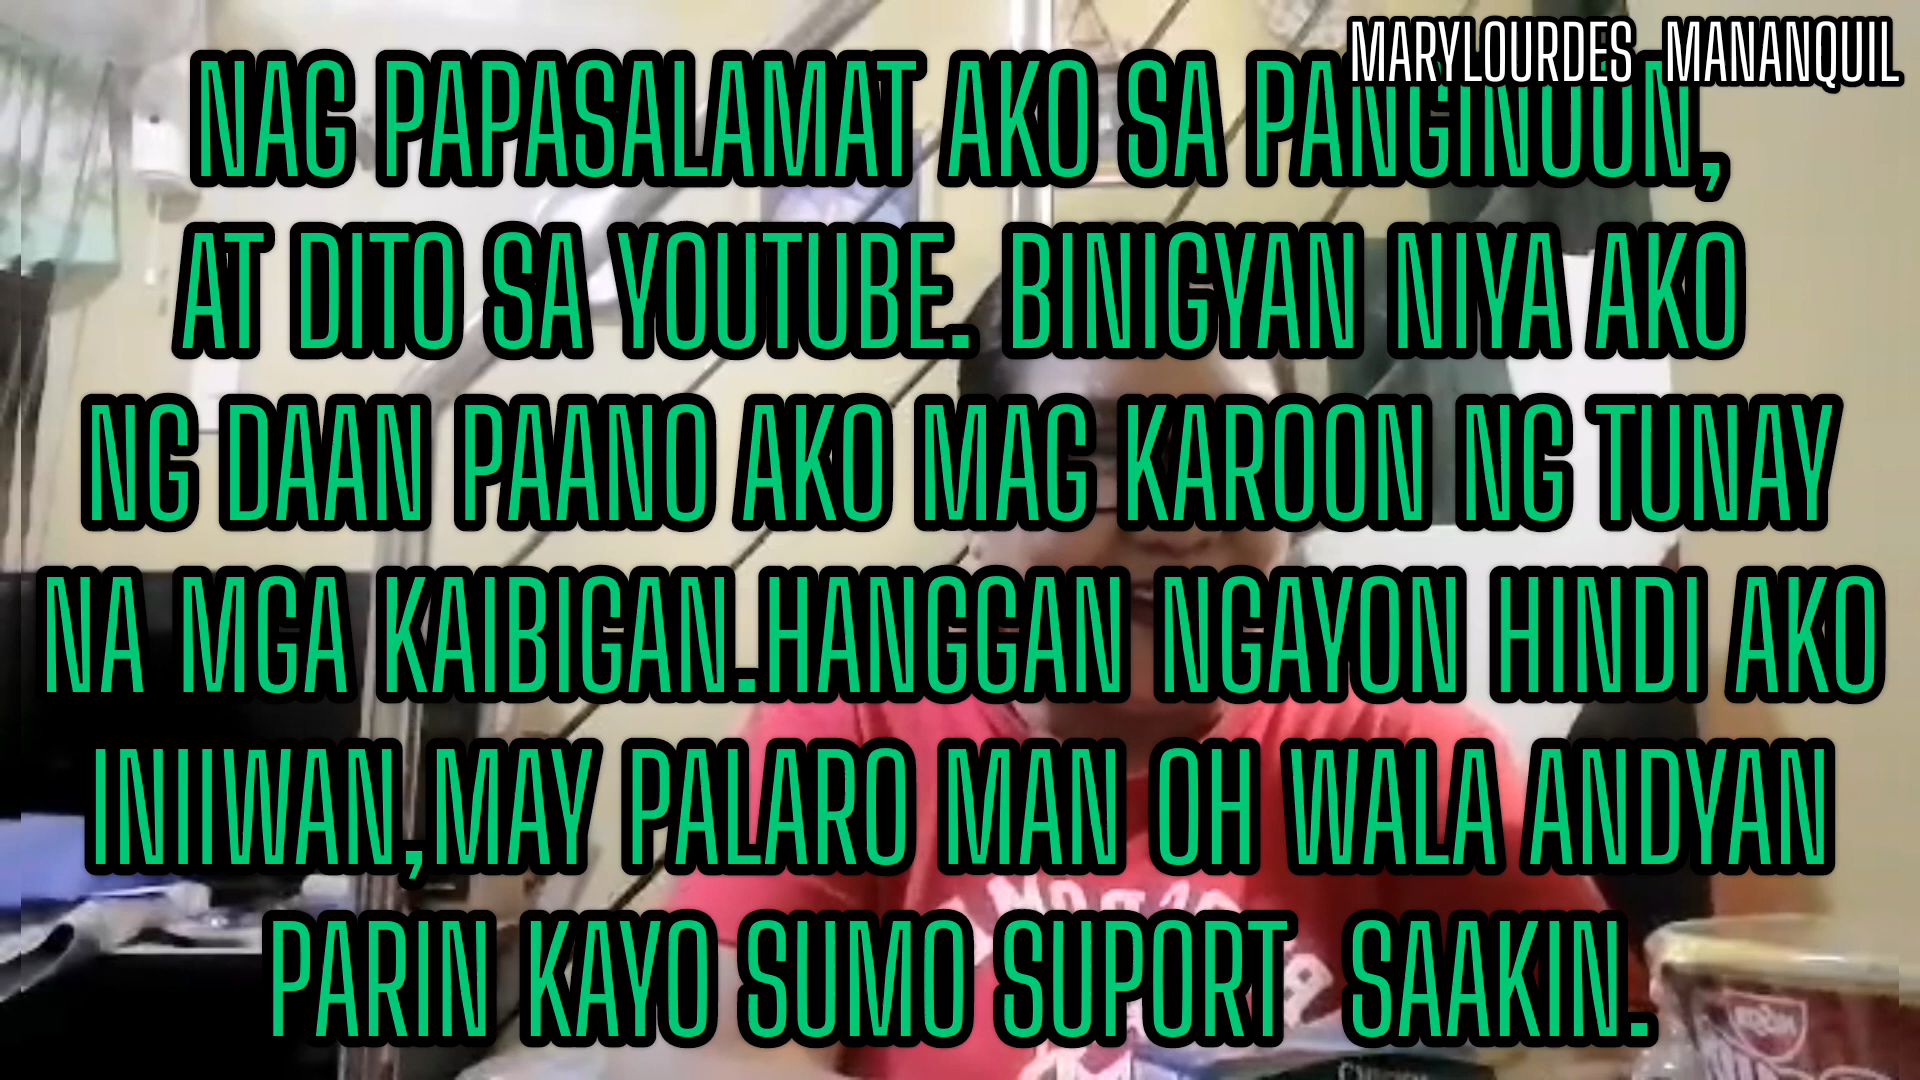 MARYLOURDES MANANQUIL
NAG PAPASALAMAT AKO SA PANGINOON,
AT DITO SA YOUTUBE. BINIGYAN NIYA AKO
NG DAAN PAANO AKO MAG KAROON NG TUNAY
NA MGA KAIBIGAN.HANGGAN NGAYON HINDI AKO
INIIWAN,MAY PALARO MAN OH WALA ANDYAN
PARIN KAYO SUMO SUPORT SAAKIN.